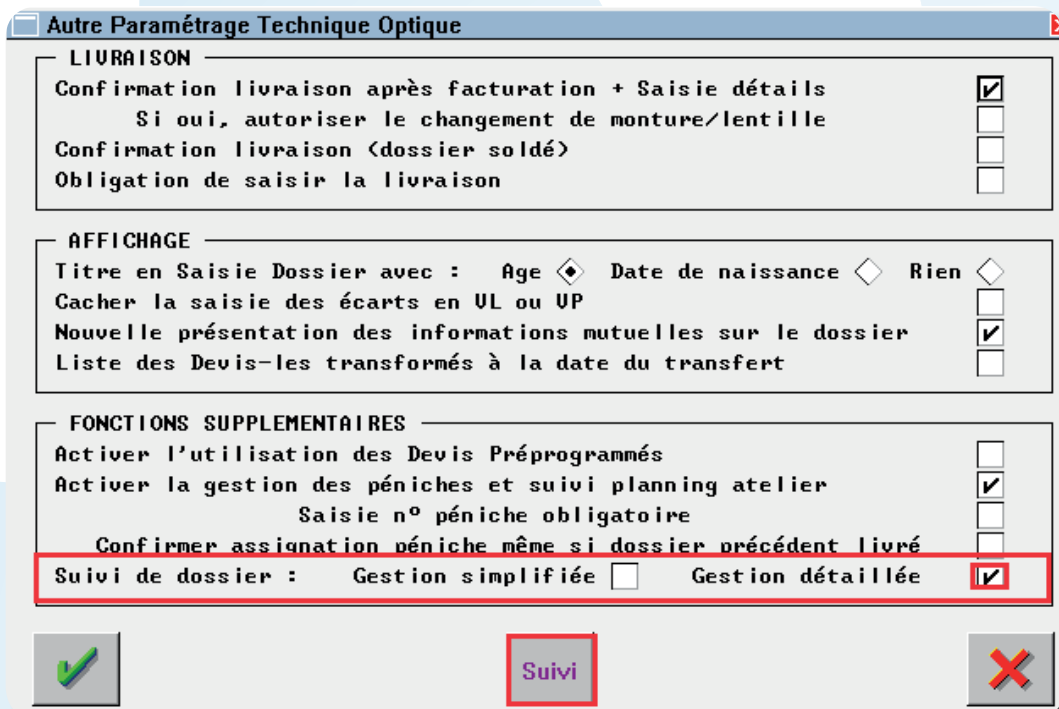 Autre Paramétrage Technique Optique
LIVRAISON
Confirmation livraison après facturation + Saisie détails
Si oui, autoriser le changement de monture/lentille
Confirmation livraison (dossier soldé)
Obligation de saisir la livraison
AFFICHAGE
Titre en Saisie Dossier avec : Age Date de naissance Rien
Cacher la saisie des écarts en VL ou VP
Nouvelle présentation des informations mutuelles sur le dossier
Liste des Devis-les transformés à la date du transfert
FONCTIONS SUPPLEMENTAIRES
Activer l'utilisation des Devis Préprogrammés
Activer la gestion des péniches et suivi planning atelier
Saisie nº péniche obligatoire
Confirmer assignation péniche même si dossier précédent livré
Suivi de dossier : Gestion simplifiée Gestion détaillée
Suivi